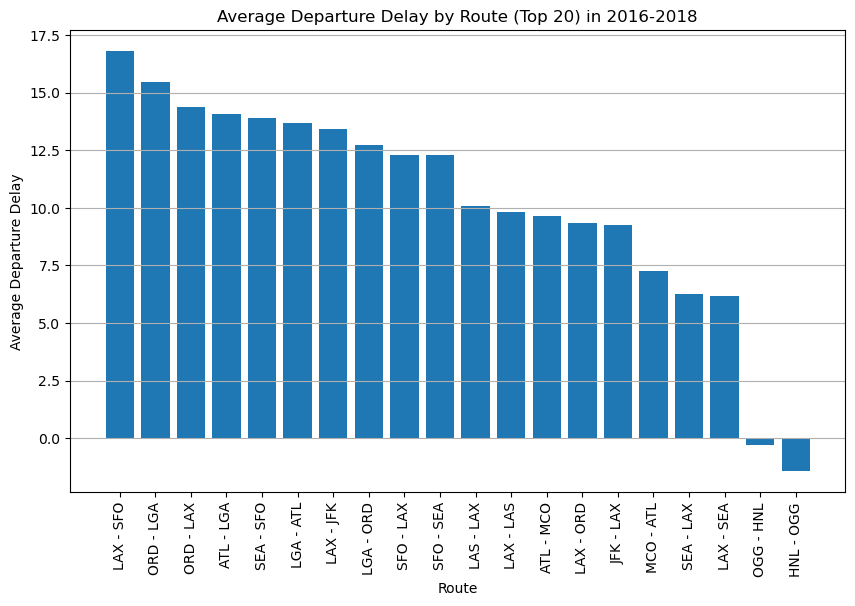 Average Departure Delay by Route (Top 20) in 2016-2018
Average Departure Delay
17.5
15.0
12.5
10.0
7.5
5.0
2.5
0.0
LAX - SFO
ORD - LGA
ORD - LAX
ATL - LGA
SEA - SFO
LGA - ATL
LAX - JFK
LGA - ORD
SFO - LAX
SFO - SEA
LAS - LAX
LAX - LAS
ATL - MCO
LAX - ORD
JFK - LAX
MCO - ATL
SEA - LAX
LAX - SEA
OGG - HNL
HNL - OGG
Route